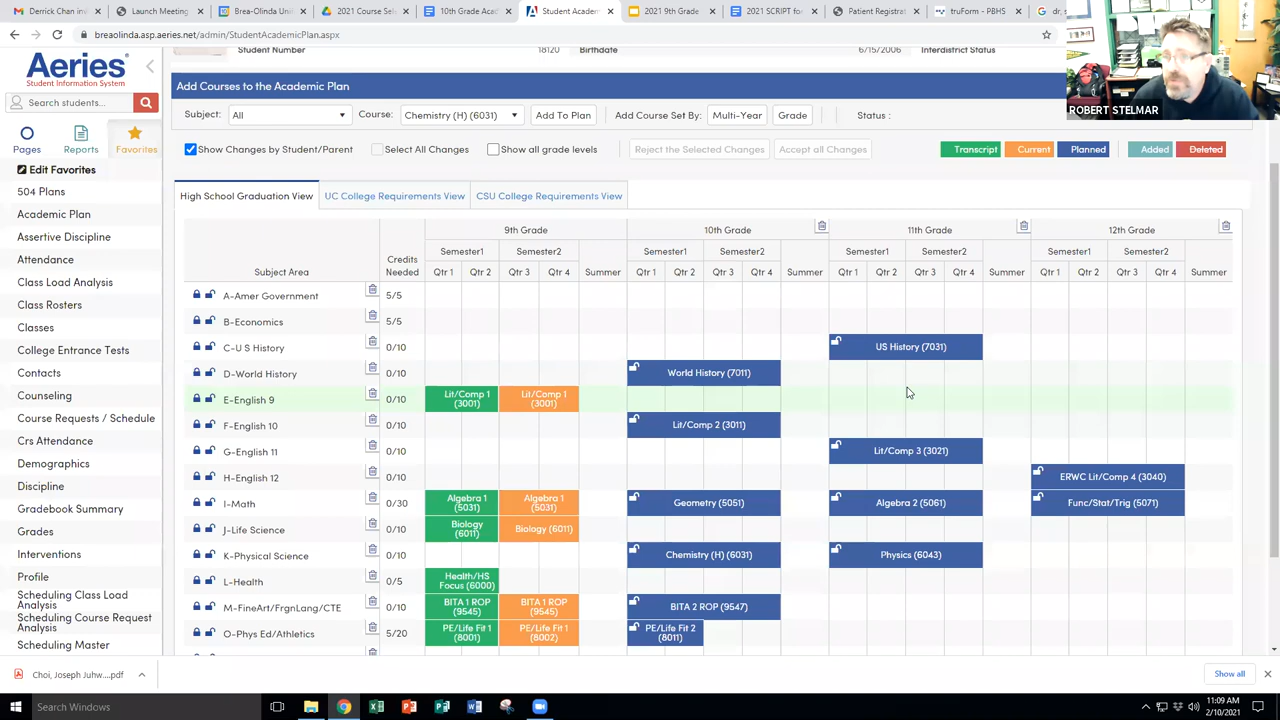 Derrick Chan invit
Launch Meeting
Brea-Olinda Unit
2021 Course Sel
10th Grade Acad
Student Academ
2021 9th Grade
2021 SCRIPT for
Patient Registrat
truForm - PBHS
dr. s
breaolinda.asp.aeries.net/admin/StudentAcademicPlan.aspx
Aeries
Student Information System
Search students...
Pages
Reports
Favorites
Edit Favorites
504 Plans
Academic Plan
Assertive Discipline
Attendance
Class Load Analysis
Class Rosters
Classes
College Entrance Tests
Contacts
Counseling
Course Requests / Schedule
Crs Attendance
Demographics
Discipline
Gradebook Summary
Grades
Interventions
Profile
Scheduling Class Load Analysis
Scheduling Course Request Analysis
Scheduling Master
Student Number 18120 Birthdate 6/15/2006 Interdistrict Status
ROBERT STELMAR
Add Courses to the Academic Plan
Subject: All Course: Chemistry (H) (6031) Add To Plan Add Course Set By: Multi-Year Grade Status :
Show Changes by Student/Parent Select All Changes Show all grade levels Reject the Selected Changes Accept all Changes Transcript Current Planned Added Deleted
High School Graduation View UC College Requirements View CSU College Requirements View
9th Grade 10th Grade 11th Grade 12th Grade
Semester1 Semester2 Semester1 Semester2 Semester1 Semester2 Semester1 Semester2
Subject Area Credits Needed Qtr 1 Qtr 2 Qtr 3 Qtr 4 Summer Qtr 1 Qtr 2 Qtr 3 Qtr 4 Summer Qtr 1 Qtr 2 Qtr 3 Qtr 4 Summer Qtr 1 Qtr 2 Qtr 3 Qtr 4 Summer
A-Amer Government 5/5
B-Economics 5/5
C-U S History 0/10 US History (7031)
D-World History 0/10 World History (7011)
E-English 9 0/10 Lit/Comp 1 (3001) Lit/Comp 1 (3001)
F-English 10 0/10 Lit/Comp 2 (3011)
G-English 11 0/10 Lit/Comp 3 (3021)
H-English 12 0/10 ERWC Lit/Comp 4 (3040)
I-Math 0/30 Algebra 1 (5031) Algebra 1 (5031) Geometry (5051) Algebra 2 (5061) Func/Stat/Trig (5071)
J-Life Science 0/10 Biology (6011) Biology (6011)
K-Physical Science 0/10 Chemistry (H) (6031) Physics (6043)
L-Health 0/5 Health/HS Focus (6000)
M-FineArt/FrgnLang/CTE 0/10 BITA 1 ROP (9545) BITA 1 ROP (9545) BITA 2 ROP (9547)
O-Phys Ed/Athletics 5/20 PE/Life Fit 1 (8001) PE/Life Fit 1 (8002) PE/Life Fit 2 (8011)
Choi, Joseph Juhw....pdf
Show all
Search Windows
11:09 AM
2/10/2021